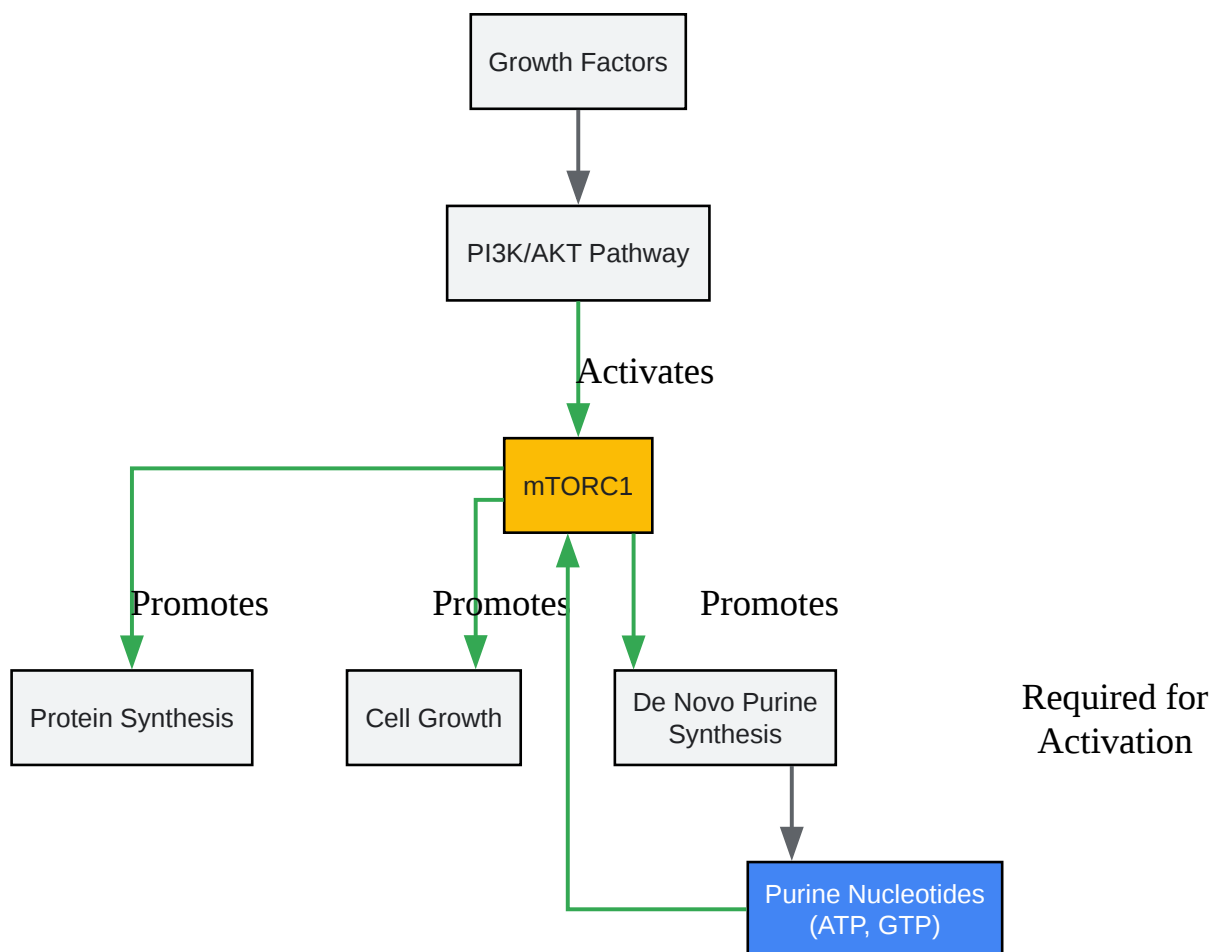 Growth Factors
PI3K/AKT Pathway
Activates
mTORC1
Promotes
Promotes
Promotes
Protein Synthesis
Cell Growth
De Novo Purine
Synthesis
Required for
Activation
Purine Nucleotides
(ATP, GTP)